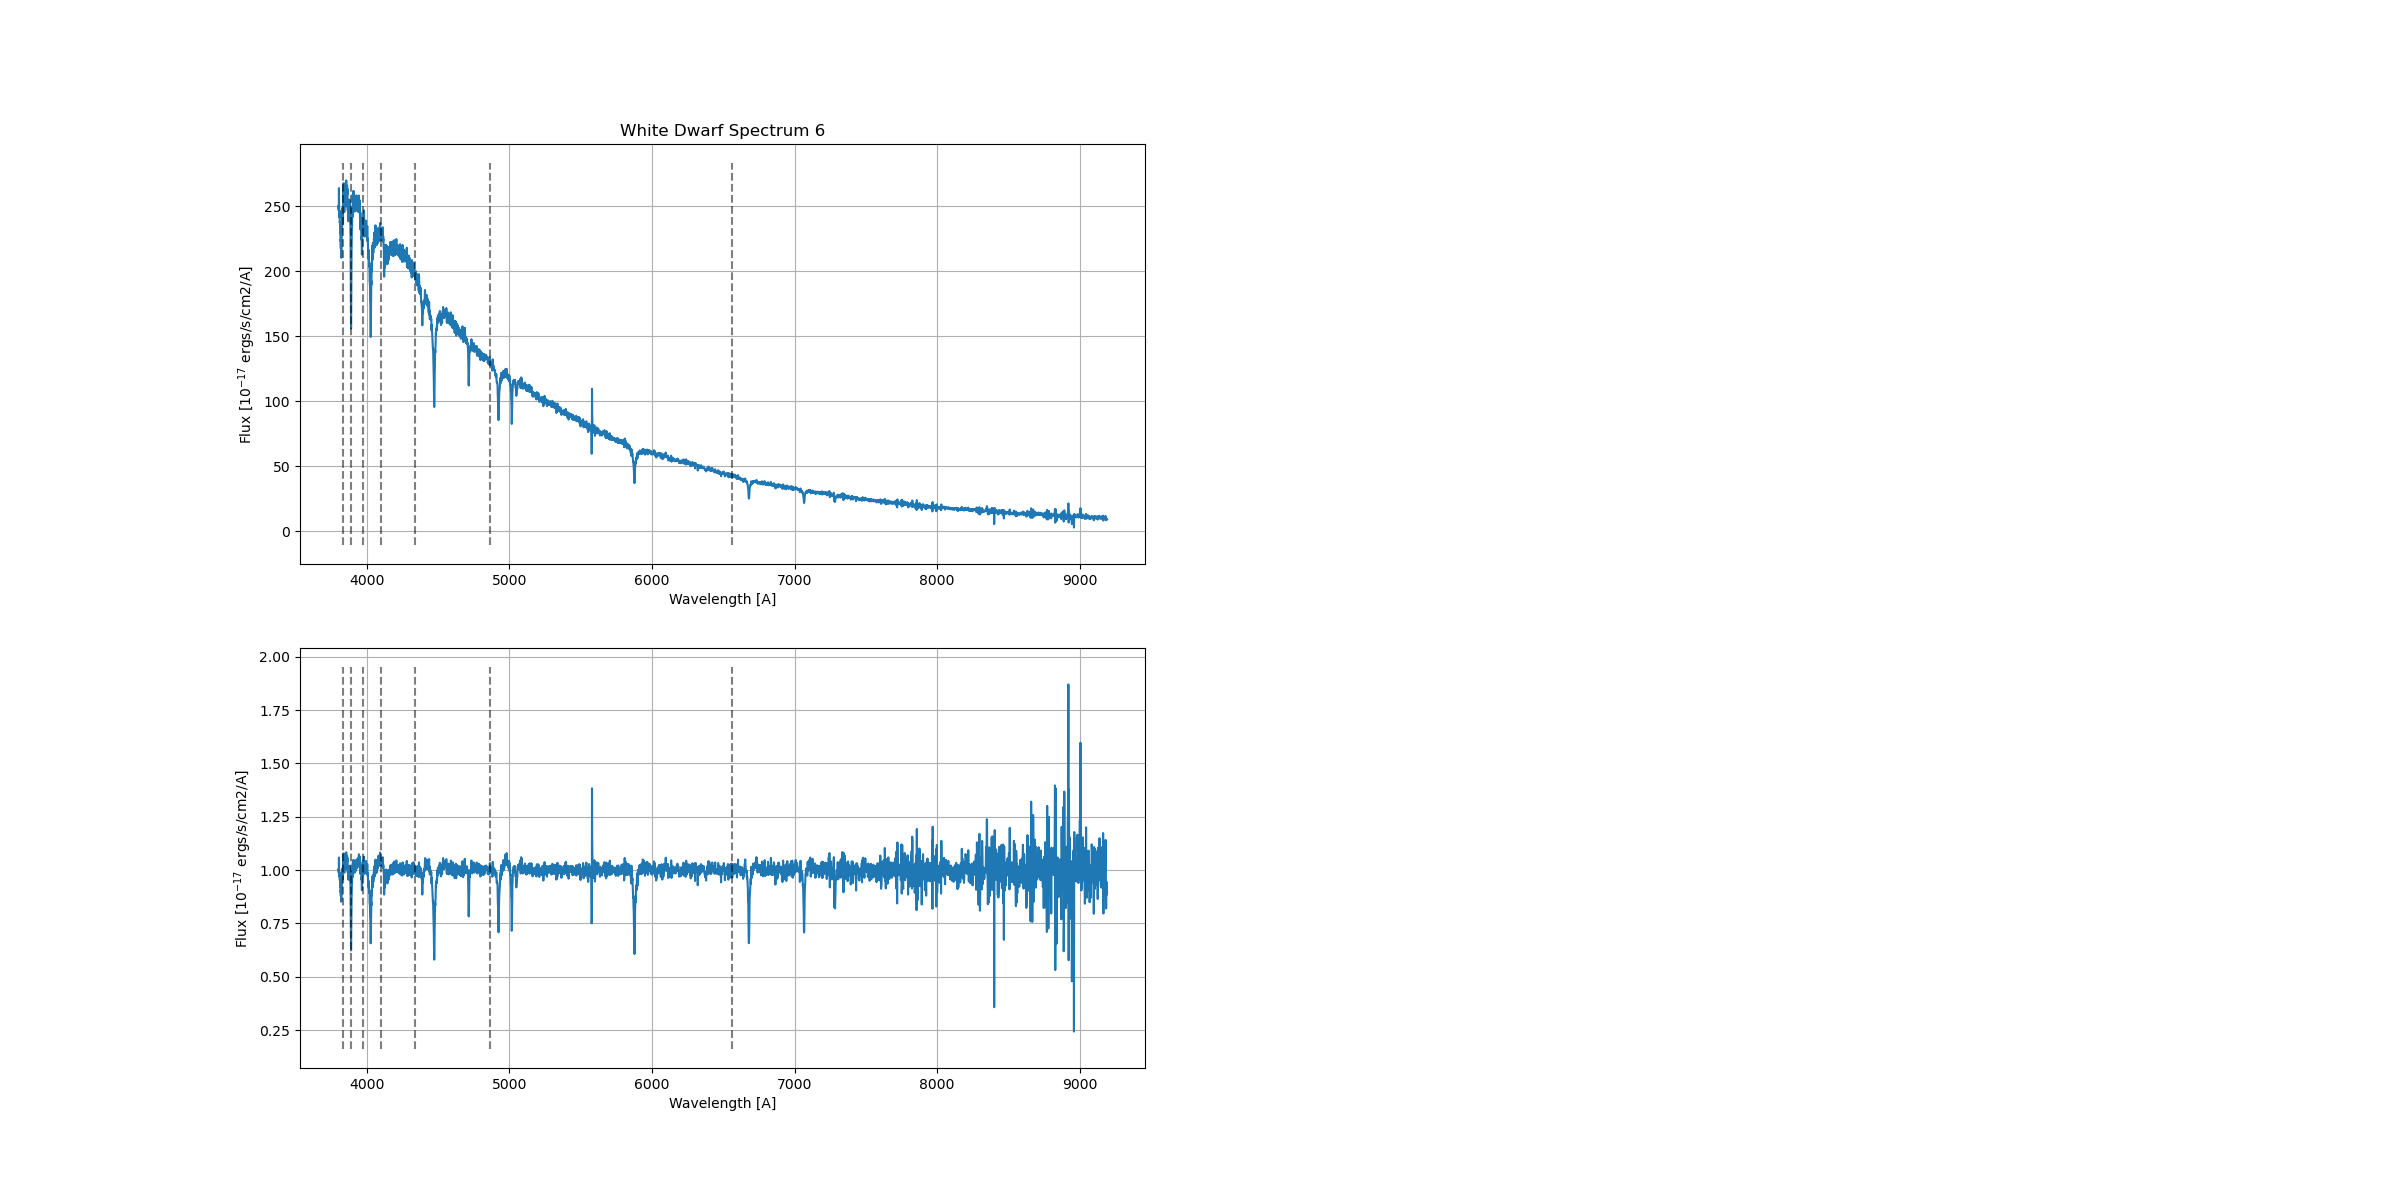 White Dwarf Spectrum 6
250
200
150
100
50
0
Flux [10⁻¹⁷ ergs/s/cm2/A]
4000 5000 6000 7000 8000 9000
Wavelength [A]
2.00
1.75
1.50
1.25
1.00
0.75
0.50
0.25
Flux [10⁻¹⁷ ergs/s/cm2/A]
4000 5000 6000 7000 8000 9000
Wavelength [A]